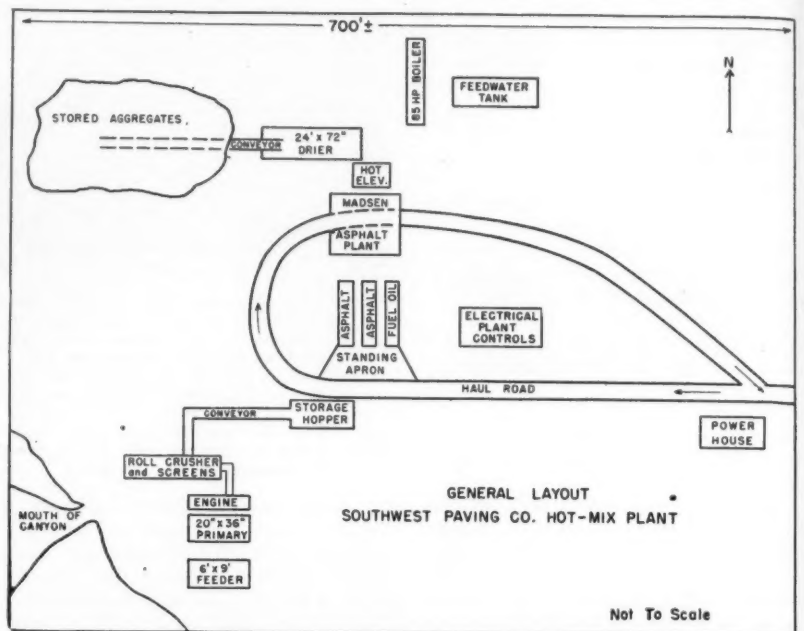 700'±
N
85 HP BOILER
FEEDWATER
TANK
STORED AGGREGATES
CONVEYOR
24' x 72"
DRIER
HOT
ELEV.
MADSEN
ASPHALT
PLANT
ASPHALT
ASPHALT
FUEL OIL
ELECTRICAL
PLANT
CONTROLS
STANDING
APRON
HAUL ROAD
CONVEYOR
STORAGE
HOPPER
POWER
HOUSE
ROLL CRUSHER
and SCREENS
ENGINE
20" x 36"
PRIMARY
6' x 9'
FEEDER
MOUTH OF
CANYON
GENERAL LAYOUT
SOUTHWEST PAVING CO. HOT-MIX PLANT
Not To Scale